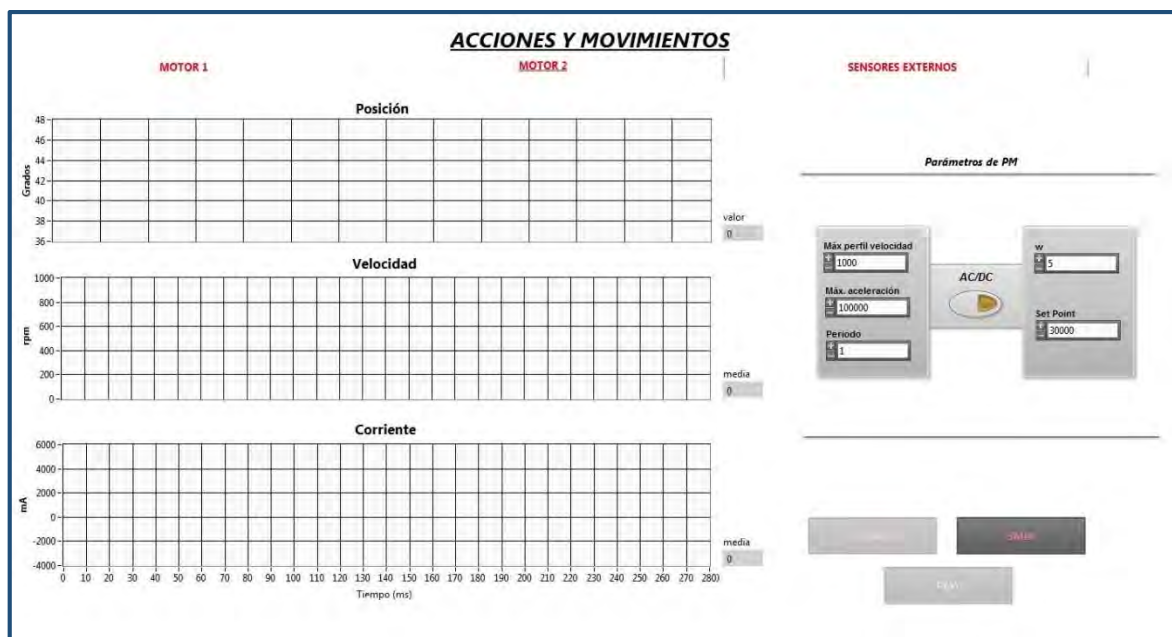 ACCIONES Y MOVIMIENTOS
MOTOR 1
MOTOR 2
SENSORES EXTERNOS
Posición
48
46
44
42
40
38
36
Grados
valor
0
Velocidad
1000
800
600
400
200
0
rpm
media
0
Corriente
6000
4000
2000
0
-2000
-4000
mA
media
0
0 10 20 30 40 50 60 70 80 90 100 110 120 130 140 150 160 170 180 190 200 210 220 230 240 250 260 270 280
Tiempo (ms)
Parámetros de PM
Máx perfil velocidad
1000
Máx. aceleración
100000
Periodo
1
AC/DC
w
5
Set Point
30000